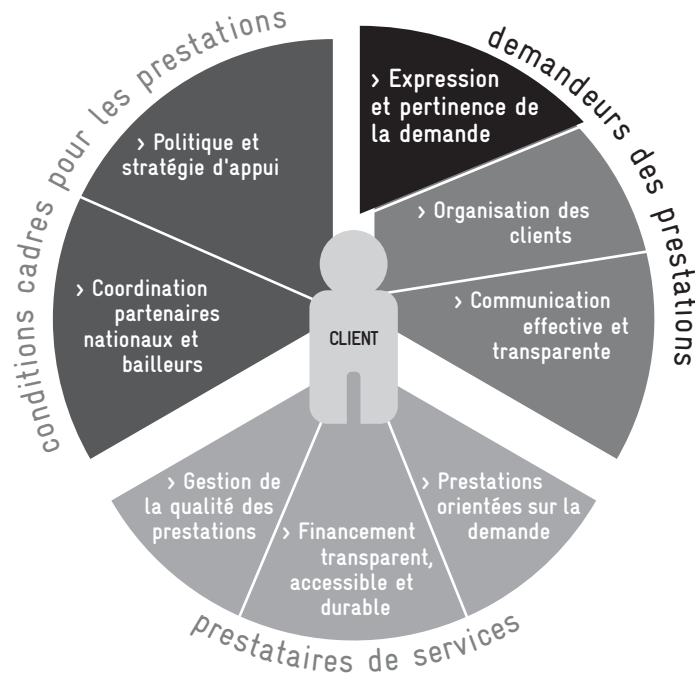 conditions cadres pour les prestations
> Politique et
stratégie d'appui
> Coordination
partenaires
nationaux et
bailleurs
demandeurs des prestations
> Expression
et pertinence de
la demande
> Organisation des
clients
> Communication
effective et
transparente
CLIENT
> Gestion de
la qualité des
prestations
> Financement
transparent,
accessible et
durable
> Prestations
orientées sur la
demande
prestataires de services